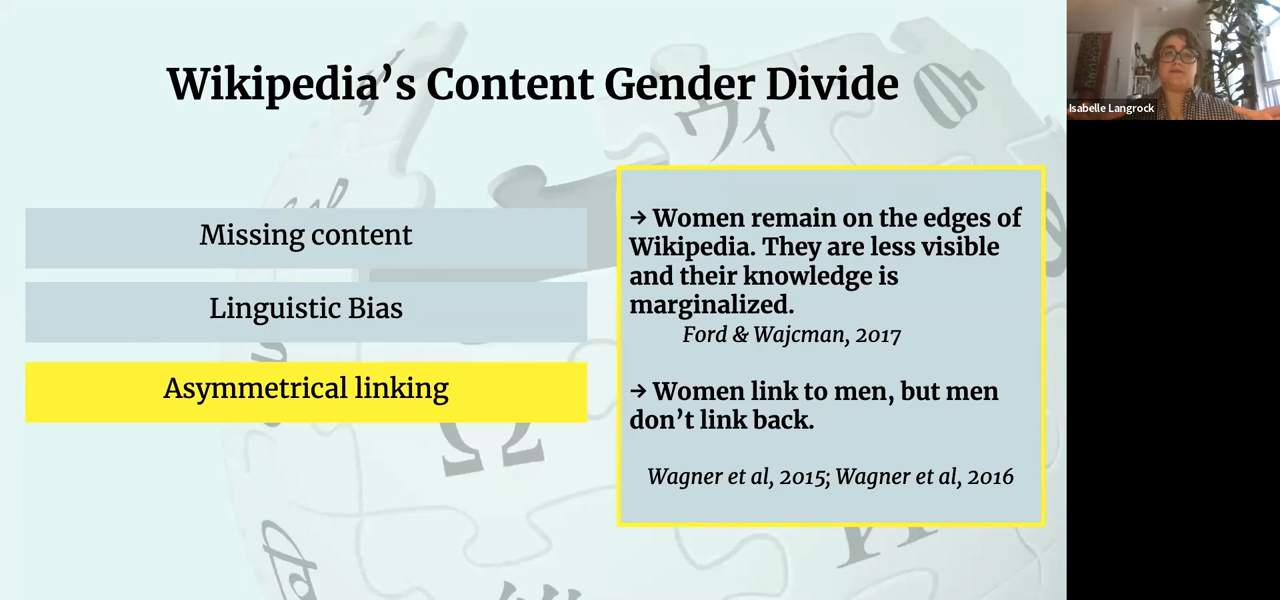 Wikipedia’s Content Gender Divide
Isabelle Langrock
Missing content
Linguistic Bias
Asymmetrical linking
→ Women remain on the edges of
Wikipedia. They are less visible
and their knowledge is
marginalized.
Ford & Wajcman, 2017
→ Women link to men, but men
don’t link back.
Wagner et al, 2015; Wagner et al, 2016
ウィ
Ω